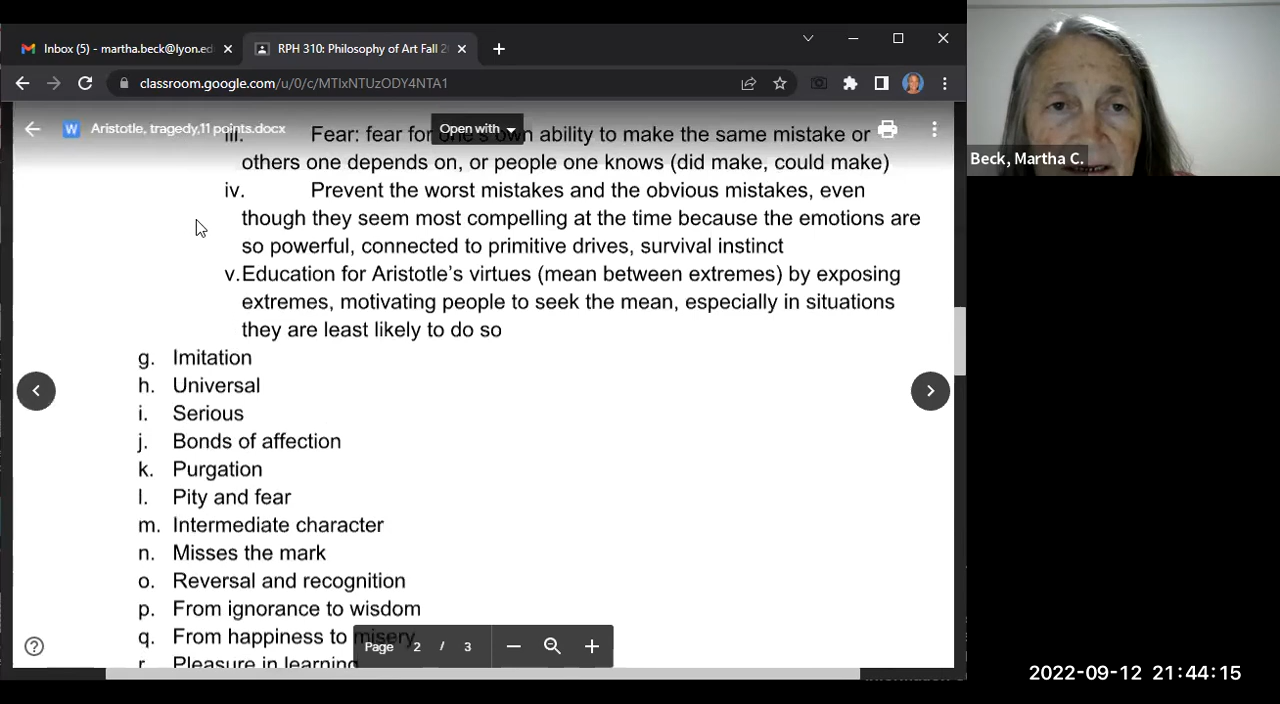 Inbox (5) - martha.beck@lyon.ed
RPH 310: Philosophy of Art Fall 2
classroom.google.com/u/0/c/MTIxNTUzODY4NTA1
W Aristotle, tragedy,11 points.docx
Open with
iii. Fear: fear for one's own ability to make the same mistake or
others one depends on, or people one knows (did make, could make)
iv. Prevent the worst mistakes and the obvious mistakes, even
though they seem most compelling at the time because the emotions are
so powerful, connected to primitive drives, survival instinct
v. Education for Aristotle's virtues (mean between extremes) by exposing
extremes, motivating people to seek the mean, especially in situations
they are least likely to do so
g. Imitation
h. Universal
i. Serious
j. Bonds of affection
k. Purgation
l. Pity and fear
m. Intermediate character
n. Misses the mark
o. Reversal and recognition
p. From ignorance to wisdom
q. From happiness to misery
r. Pleasure in learning
Page 2 / 3
Beck, Martha C.
2022-09-12 21:44:15